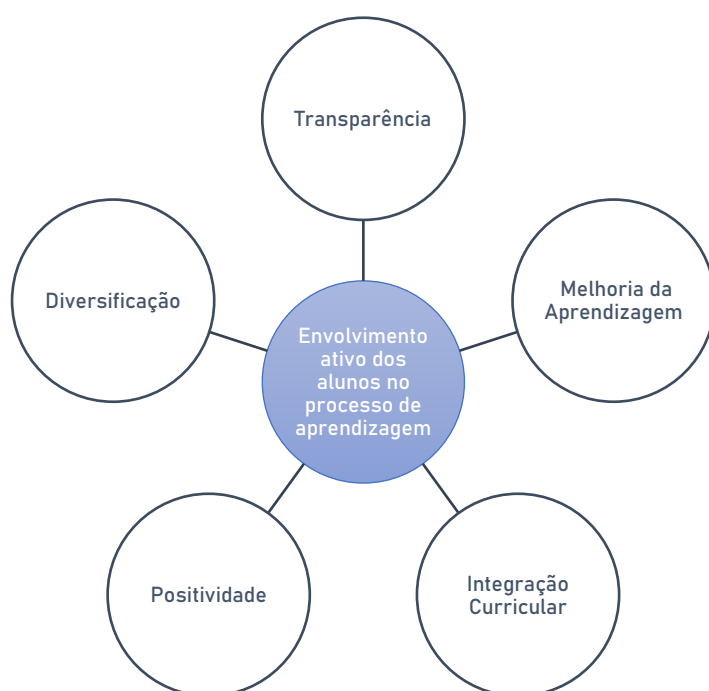 Transparência
Diversificação
Melhoria da
Aprendizagem
Envolvimento
ativo dos
alunos no
processo de
aprendizagem
Positividade
Integração
Curricular